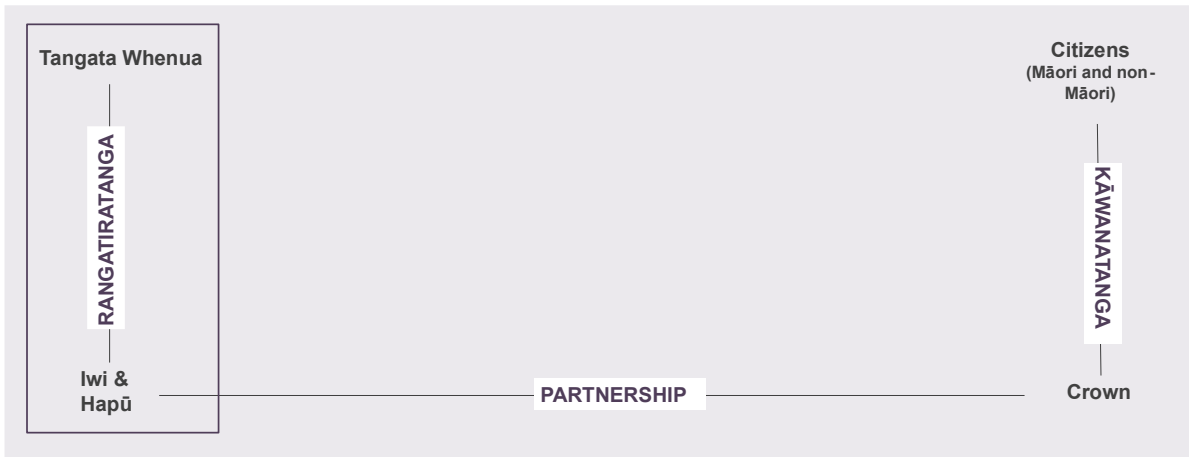 Tangata Whenua
RANGATIRATANGA
Iwi &
Hapū
PARTNERSHIP
Citizens
(Māori and non-
Māori)
KĀWANATANGA
Crown